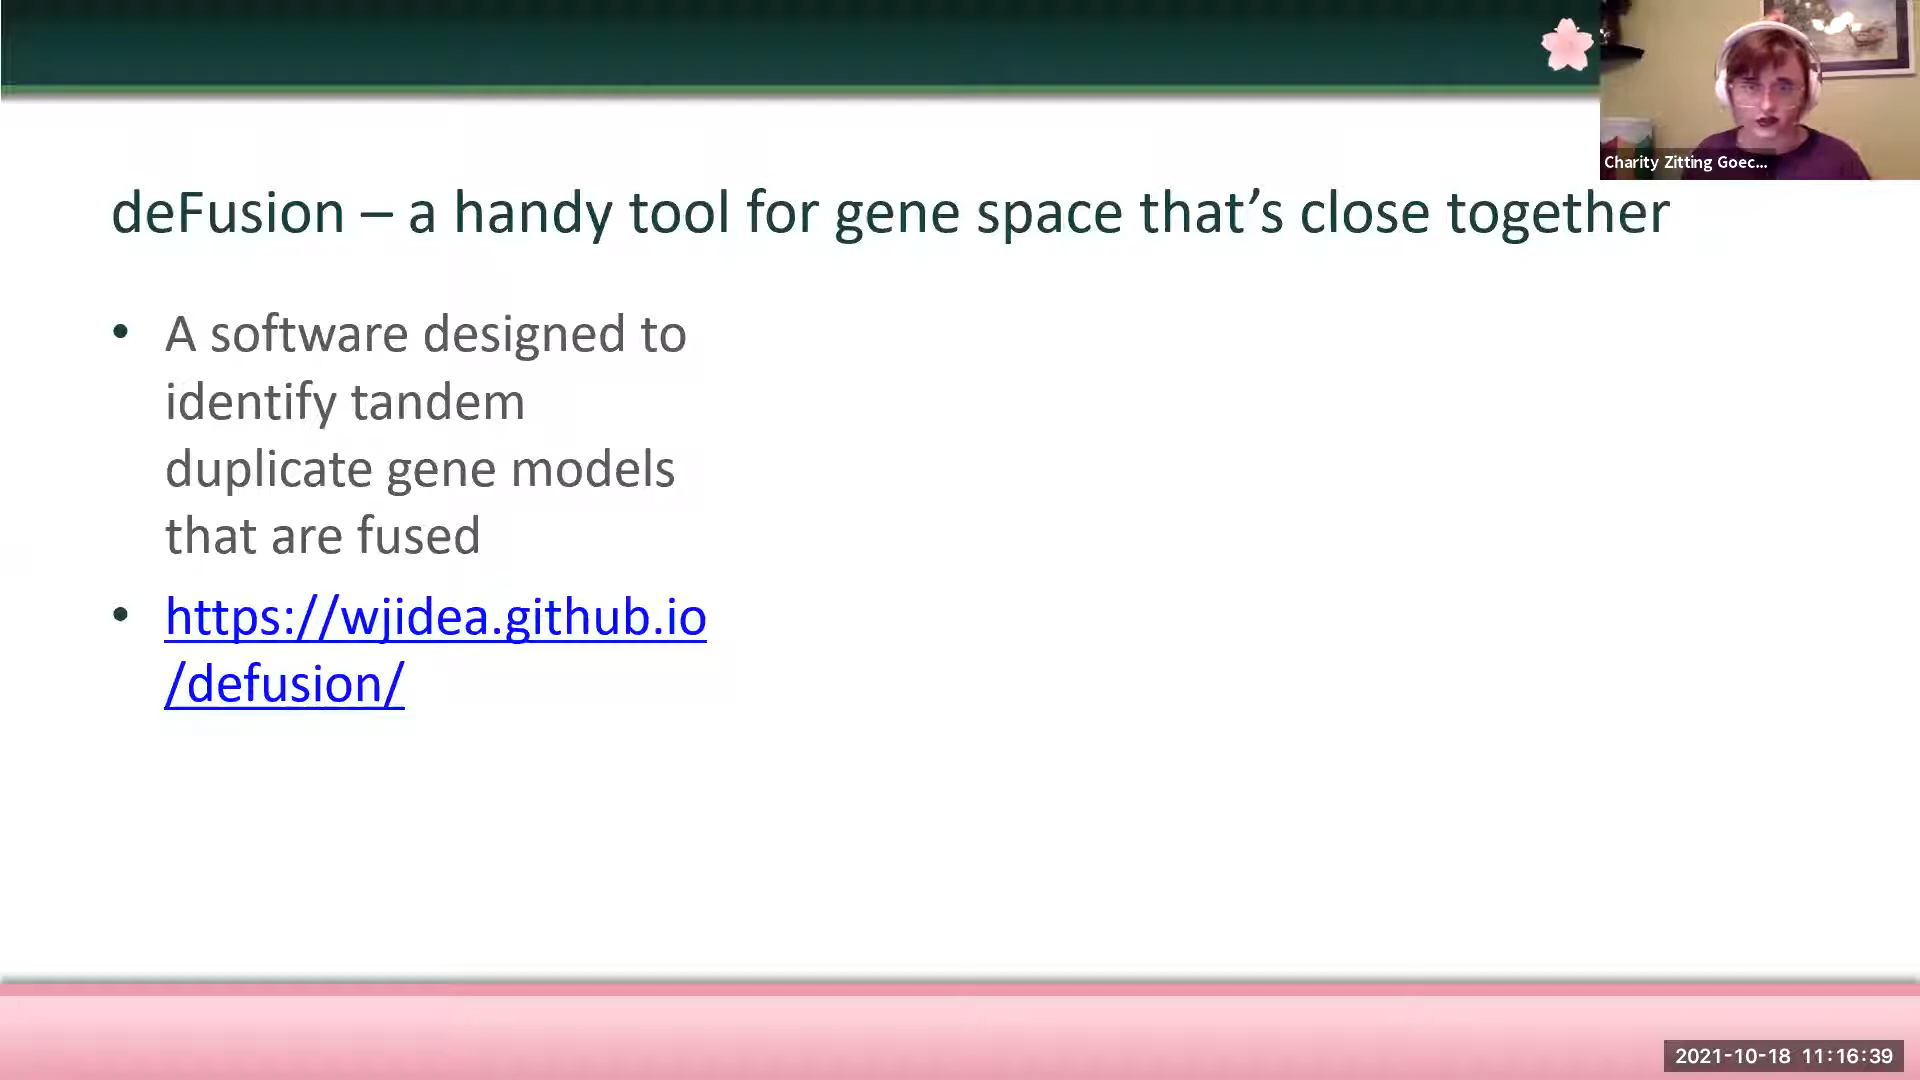 Charity Zitting Goec...
deFusion – a handy tool for gene space that’s close together
• A software designed to
identify tandem
duplicate gene models
that are fused
• https://wjidea.github.io
/defusion/
2021-10-18 11:16:39